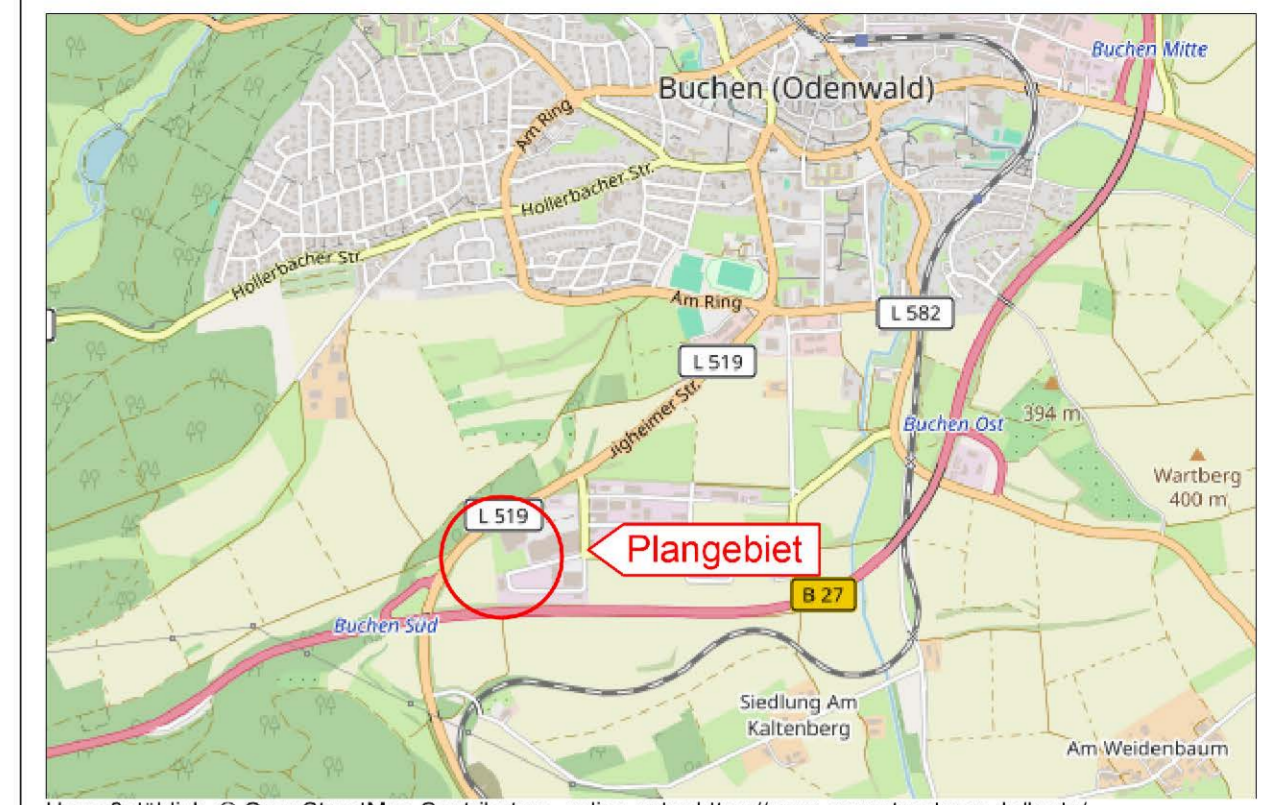 Buchen Mitte
Buchen (Odenwald)
Am Ring
Hollerbacher Str.
Hollerbacher Str.
Am Ring
L 582
L 519
394 m
Buchen Ost
Wartberg
400 m
L 519
Plangebiet
B 27
Buchen Süd
Siedlung Am
Kaltenberg
Am Weidenbaum